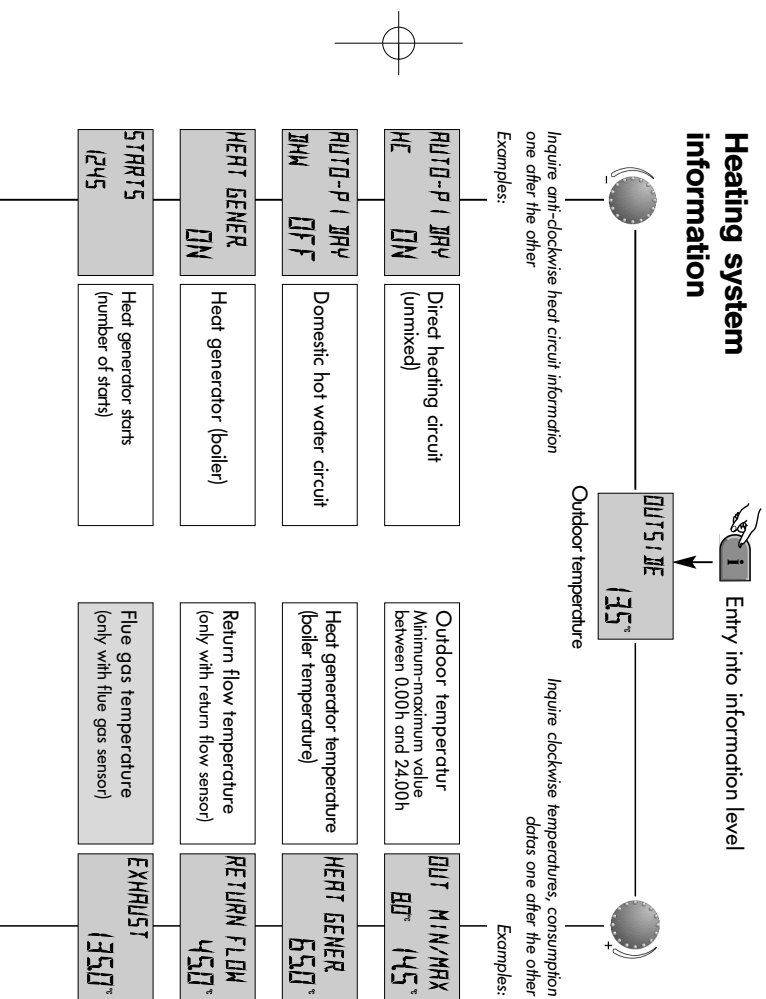 Heating system
information
i
Entry into information level
OUTSIDE
13.5 °C
Outdoor temperature
–
+
Inquire anti-clockwise heat circuit information
one after the other
Examples:
AUTO-P1 DAY
HC ON
Direct heating circuit
(unmixed)
AUTO-P1 DAY
DHW OFF
Domestic hot water circuit
HEAT GENER.
ON
Heat generator (boiler)
STARTS
1245
Heat generator starts
(number of starts)
Inquire clockwise temperatures, consumption
datas one after the other
Examples:
Outdoor temperatur
Minimum-maximum value
between 0.00h and 24.00h
OUT MIN/MAX
8.0°C 14.5°C
Heat generator temperature
(boiler temperature)
HEAT GENER.
65.0°C
Return flow temperature
(only with return flow sensor)
RETURN FLOW
45.0°C
Flue gas temperature
(only with flue gas sensor)
EXHAUST
135.0°C